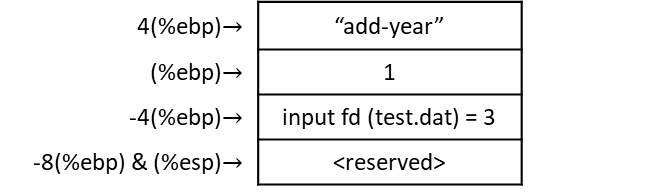 4(%ebp)→ “add-year”
(%ebp)→ 1
-4(%ebp)→ input fd (test.dat) = 3
-8(%ebp) & (%esp)→ <reserved>